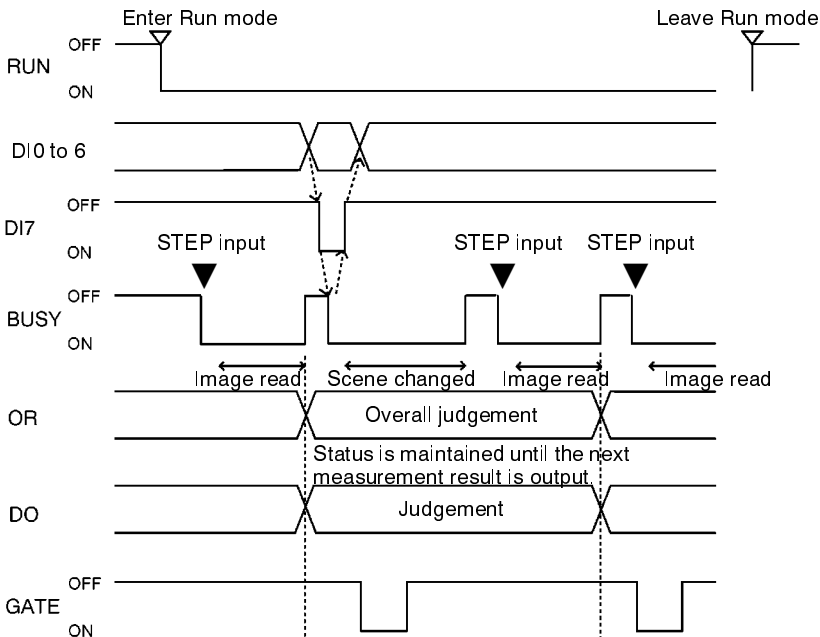 Enter Run mode
Leave Run mode
OFF
RUN
ON
DI0 to 6
OFF
DI7
ON
STEP input
STEP input
STEP input
OFF
BUSY
ON
Image read
Scene changed
Image read
Image read
OR
Overall judgement
Status is maintained until the next
measurement result is output.
DO
Judgement
OFF
GATE
ON